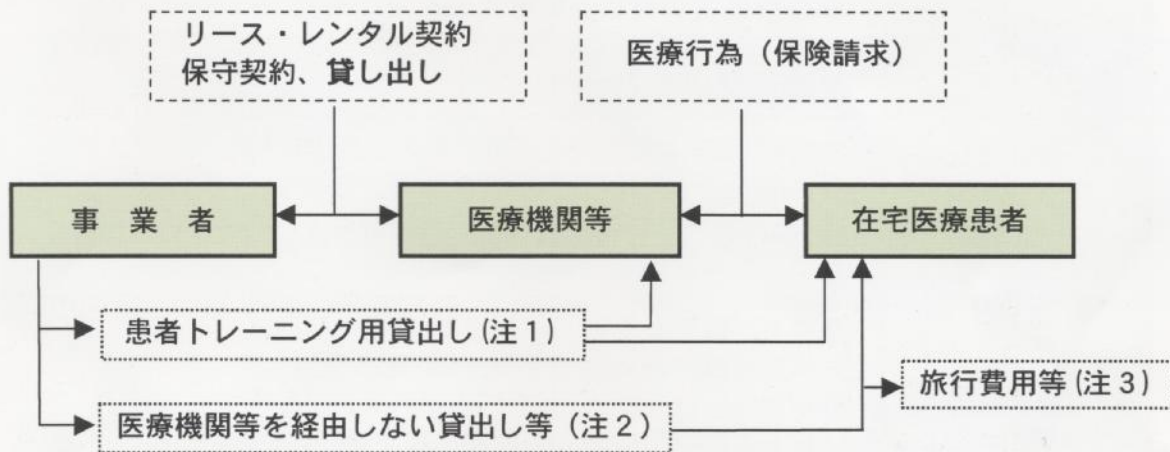 リース・レンタル契約
保守契約、貸し出し
医療行為（保険請求）
事　業　者
医療機関等
在宅医療患者
患者トレーニング用貸出し(注１)
旅行費用等(注３)
医療機関等を経由しない貸出し等（注２）